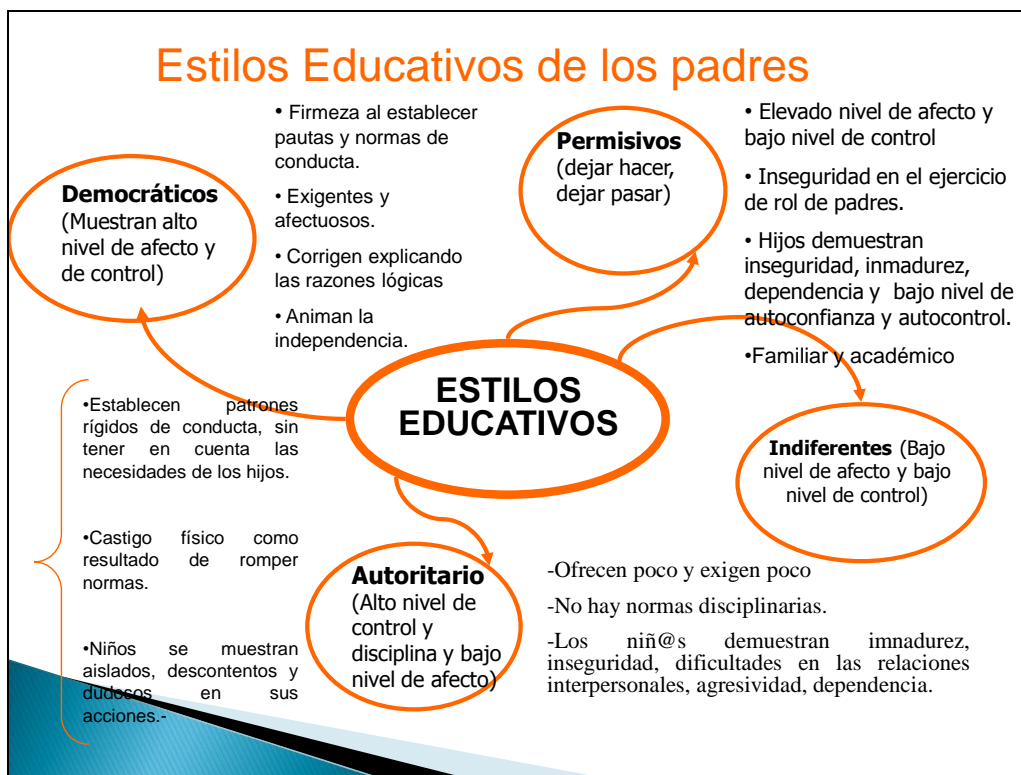 Estilos Educativos de los padres
Democráticos
(Muestran alto
nivel de afecto y
de control)
• Firmeza al establecer
pautas y normas de
conducta.
• Exigentes y
afectuosos.
• Corrigen explicando
las razones lógicas
• Animan la
independencia.
Permisivos
(dejar hacer,
dejar pasar)
• Elevado nivel de afecto y
bajo nivel de control
• Inseguridad en el ejercicio
de rol de padres.
• Hijos demuestran
inseguridad, inmadurez,
dependencia y bajo nivel de
autoconfianza y autocontrol.
•Familiar y académico
ESTILOS
EDUCATIVOS
•Establecen patrones
rígidos de conducta, sin
tener en cuenta las
necesidades de los hijos.
•Castigo físico como
resultado de romper
normas.
•Niños se muestran
aislados, descontentos y
dudosos en sus
acciones.-
Autoritario
(Alto nivel de
control y
disciplina y bajo
nivel de afecto)
Indiferentes (Bajo
nivel de afecto y bajo
nivel de control)
-Ofrecen poco y exigen poco
-No hay normas disciplinarias.
-Los niñ@s demuestran imnadurez,
inseguridad, dificultades en las relaciones
interpersonales, agresividad, dependencia.